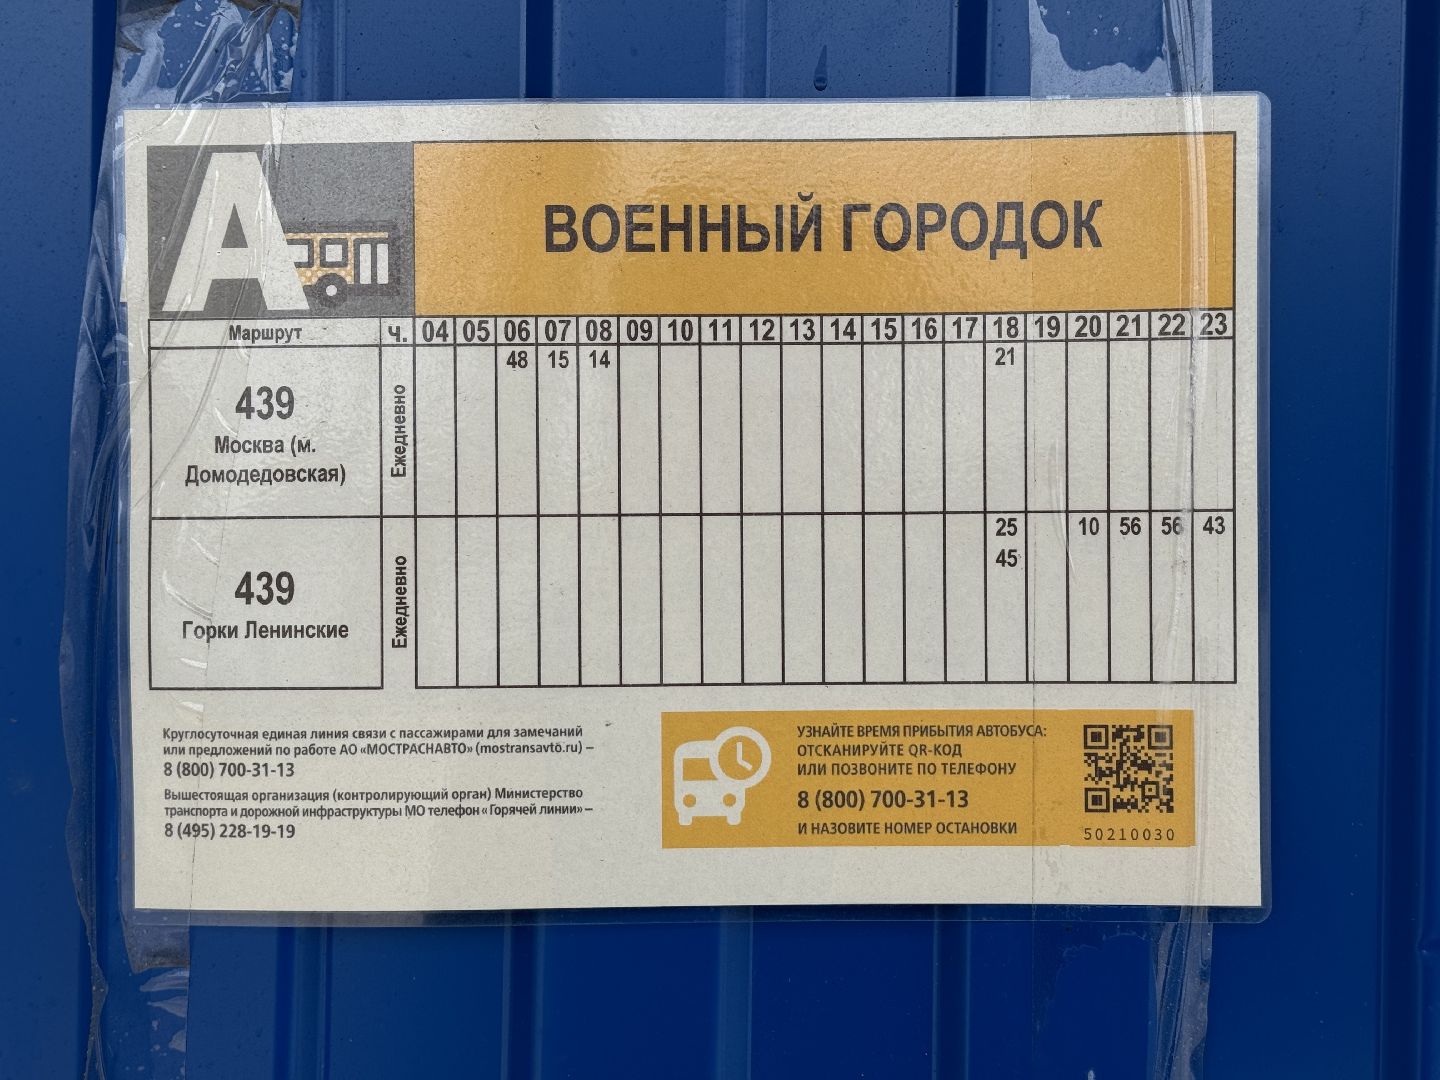 А
ВОЕННЫЙ ГОРОДОК
Маршрут ч. 04 05 06 07 08 09 10 11 12 13 14 15 16 17 18 19 20 21 22 23
439
Москва (м.
Домодедовская)
Ежедневно
48 15 14 21
439
Горки Ленинские
Ежедневно
25 10 56 56 43
45
Круглосуточная единая линия связи с пассажирами для замечаний
или предложений по работе АО «МОСТРАСНАВТО» (mostransavto.ru) –
8 (800) 700-31-13
Вышестоящая организация (контролирующий орган) Министерство
транспорта и дорожной инфраструктуры МО телефон «Горячей линии» –
8 (495) 228-19-19
УЗНАЙТЕ ВРЕМЯ ПРИБЫТИЯ АВТОБУСА:
ОТСКАНИРУЙТЕ QR-КОД
ИЛИ ПОЗВОНИТЕ ПО ТЕЛЕФОНУ
8 (800) 700-31-13
И НАЗОВИТЕ НОМЕР ОСТАНОВКИ
50210030